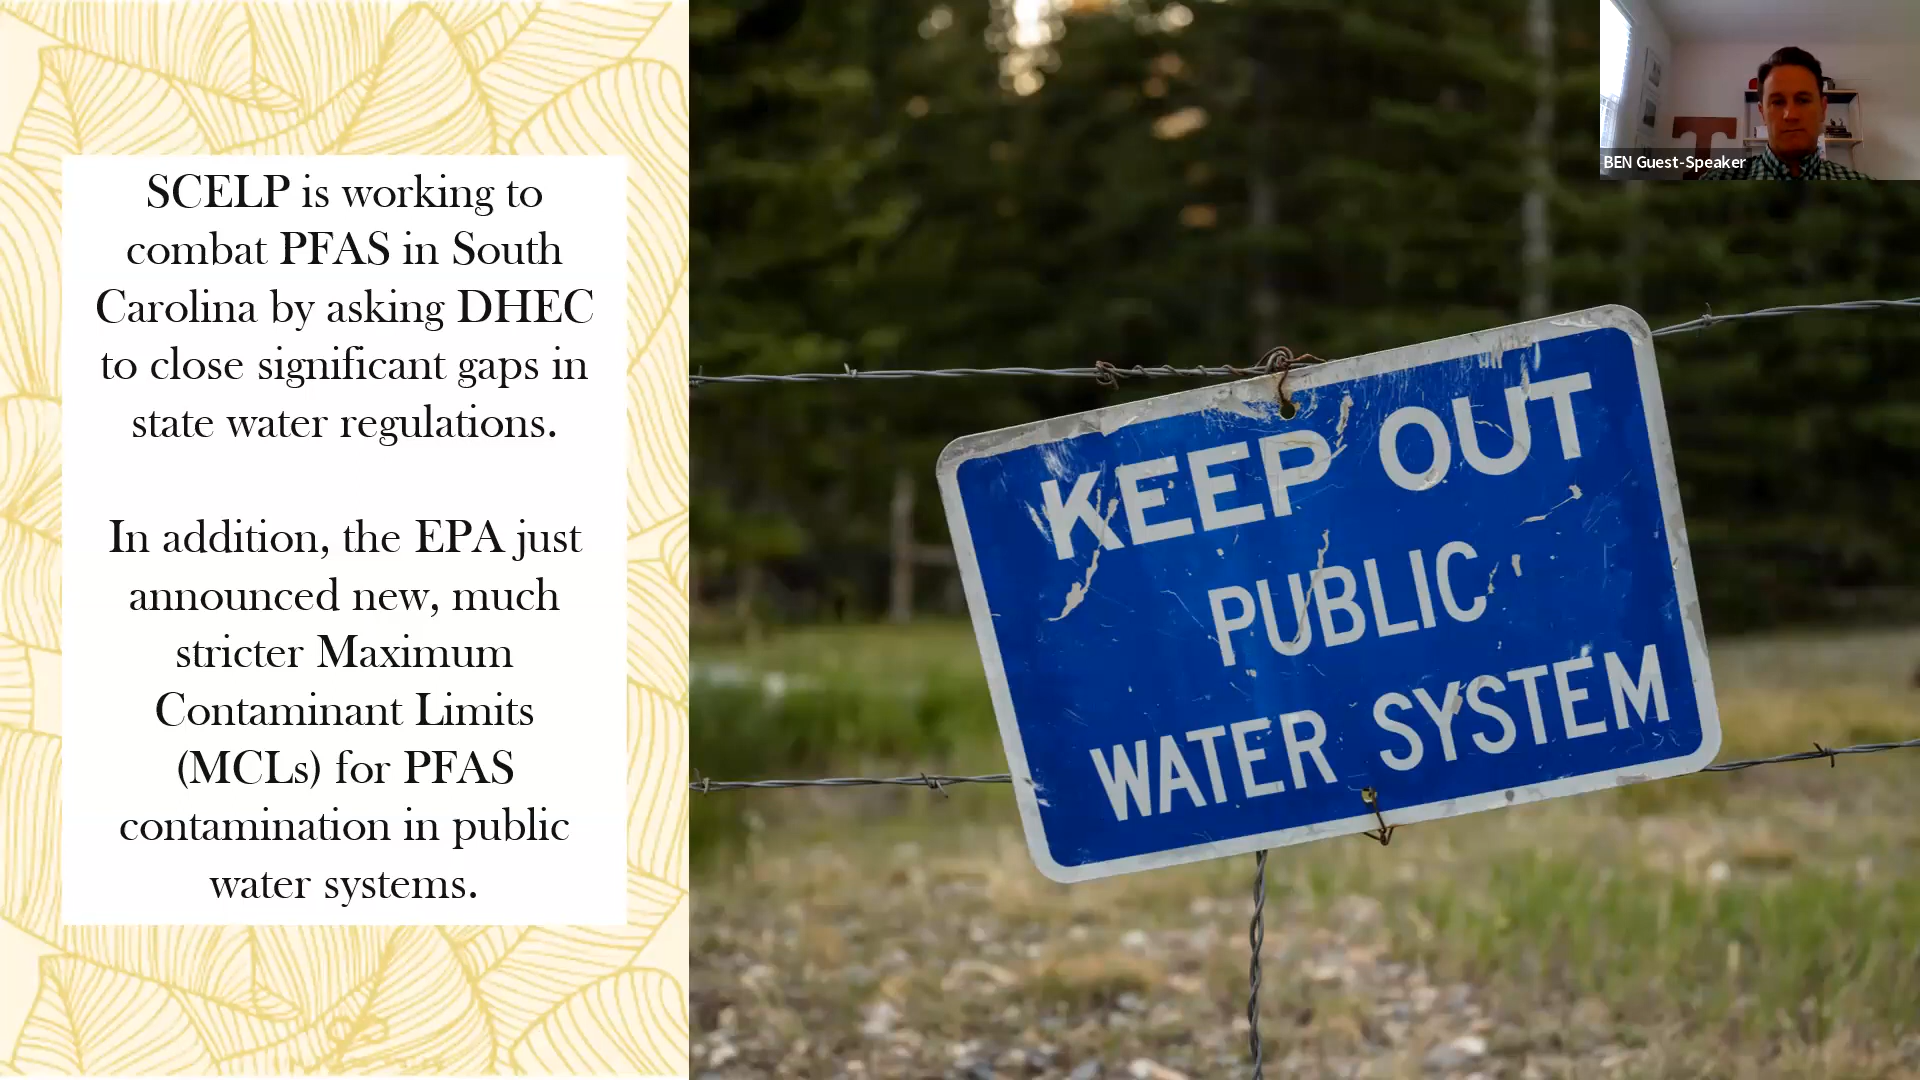 SCELP is working to
combat PFAS in South
Carolina by asking DHEC
to close significant gaps in
state water regulations.
In addition, the EPA just
announced new, much
stricter Maximum
Contaminant Limits
(MCLs) for PFAS
contamination in public
water systems.
KEEP OUT
PUBLIC
WATER SYSTEM
T
BEN Guest-Speaker